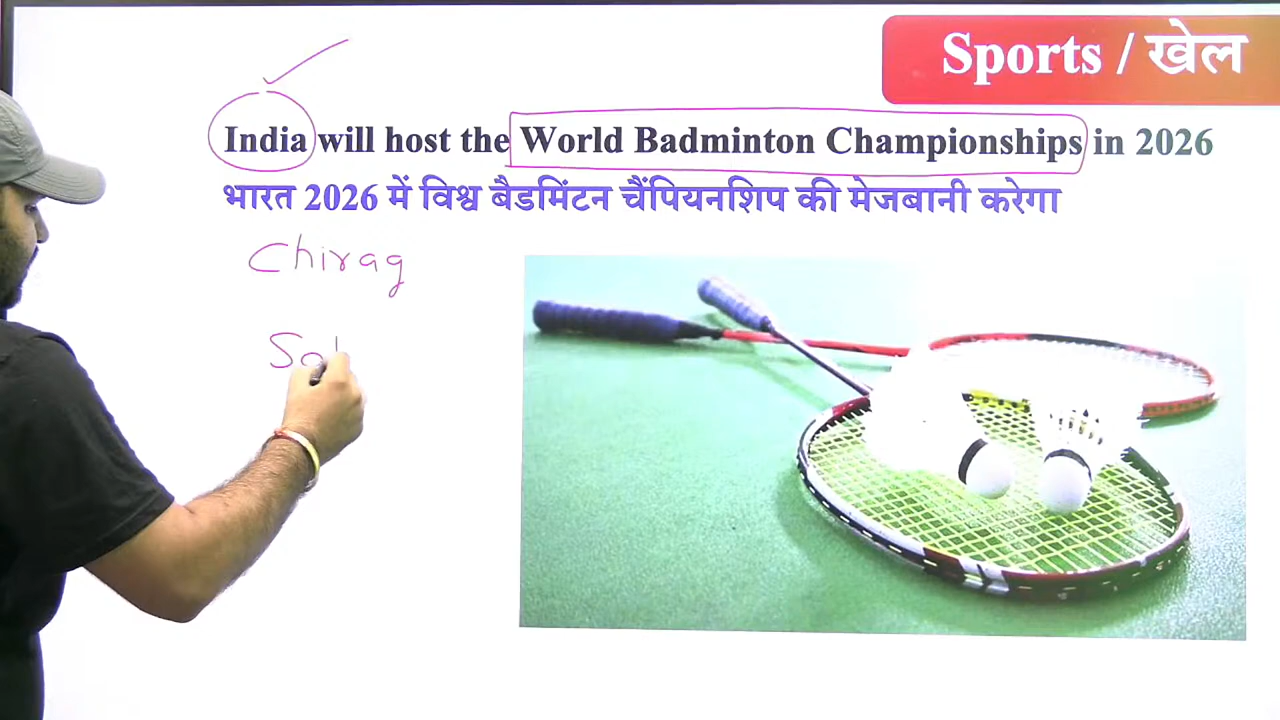 Sports / खेल
India will host the World Badminton Championships in 2026
भारत 2026 में विश्व बैडमिंटन चैंपियनशिप की मेजबानी करेगा
Chirag